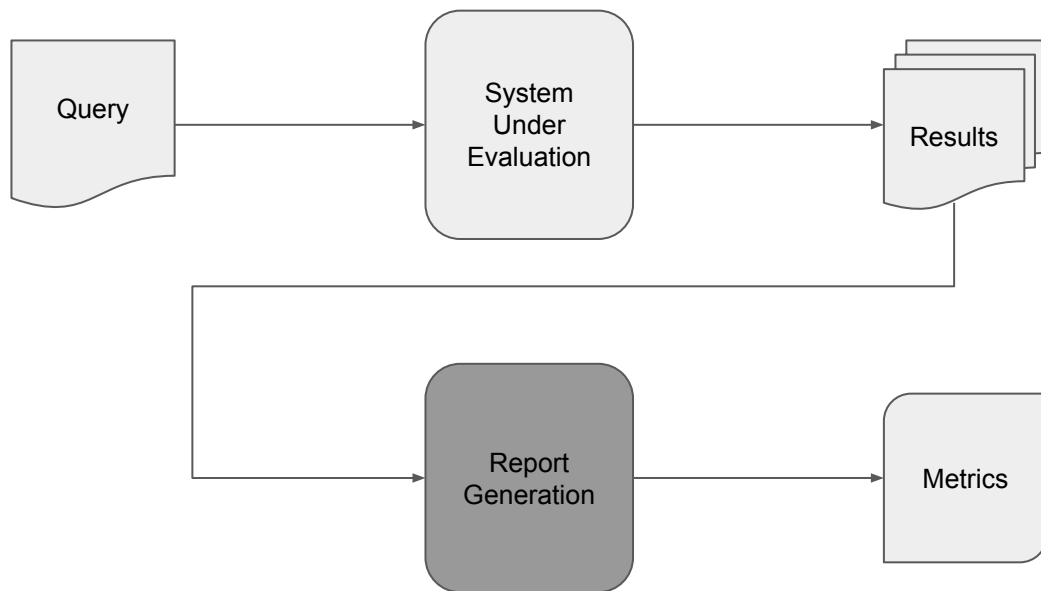 Query
System
Under
Evaluation
Results
Report
Generation
Metrics